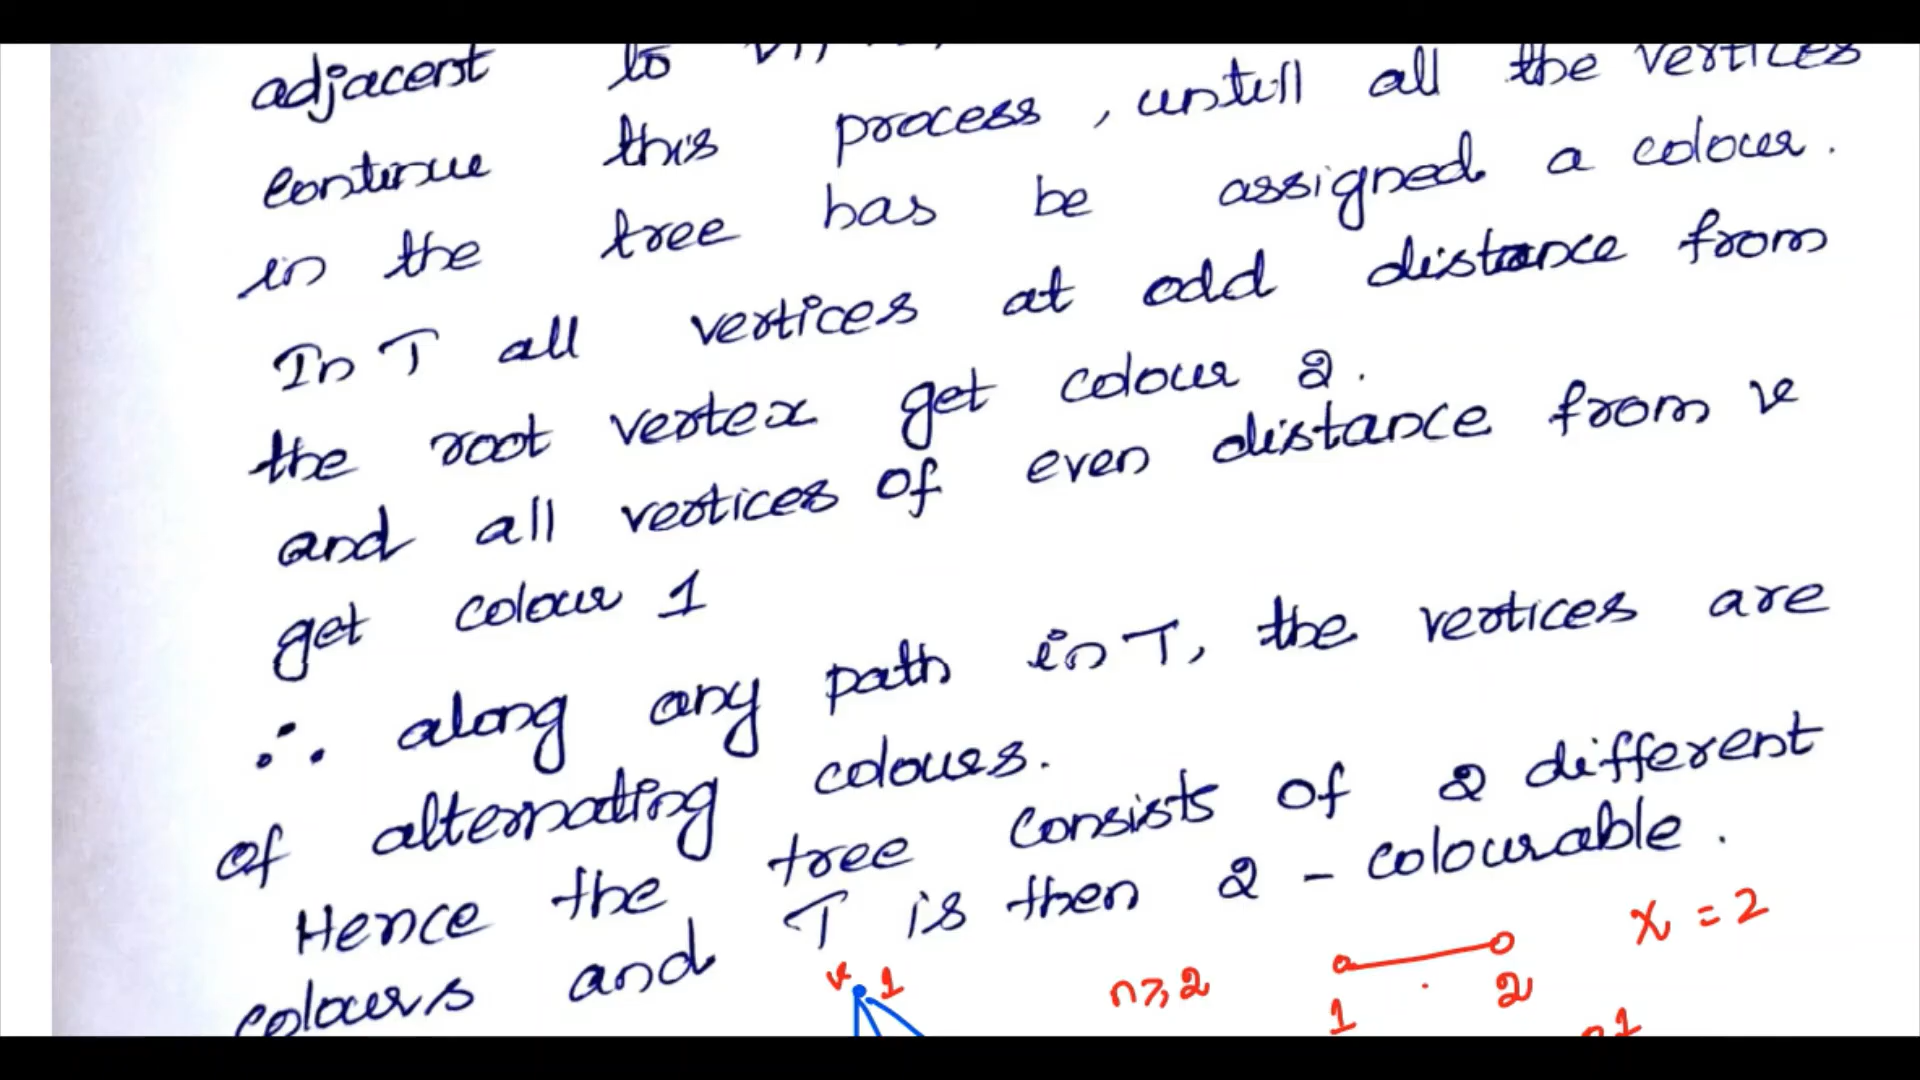 adjacent to
continue this process, untill all the vertices
in the tree has be assigned a colour.
In T all vertices at odd distance from
the root vertex get colour 2.
and all vertices of even distance from v
get colour 1
∴ along any path in T, the vertices are
of alternating colours.
Hence the tree consists of 2 different
colours and T is then 2 - colourable.
v 1
n ≥ 2
1 2
χ = 2